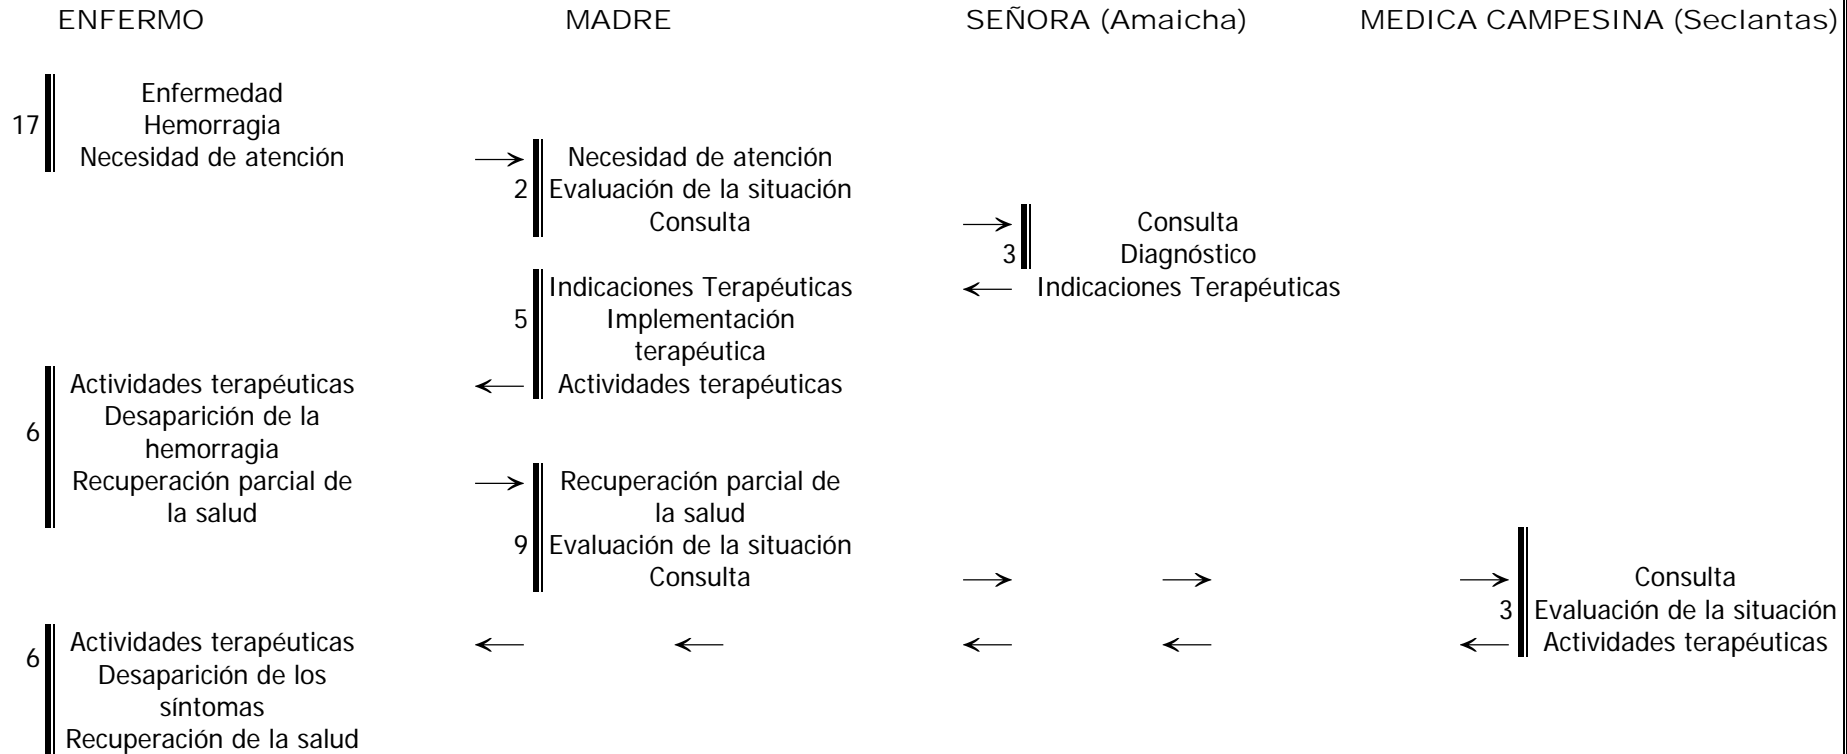 ENFERMO MADRE SEÑORA (Amaicha) MEDICA CAMPESINA (Seclantas)
Enfermedad
17 Hemorragia
Necesidad de atención → Necesidad de atención
2 Evaluación de la situación
Consulta → Consulta
3 Diagnóstico
Indicaciones Terapéuticas ← Indicaciones Terapéuticas
5 Implementación
terapéutica
Actividades terapéuticas ← Actividades terapéuticas
Desaparición de la
6
hemorragia
Recuperación parcial de → Recuperación parcial de
la salud la salud
9 Evaluación de la situación
Consulta → → → Consulta
3 Evaluación de la situación
6 Actividades terapéuticas ← ← ← ← ← Actividades terapéuticas
Desaparición de los
síntomas
Recuperación de la salud